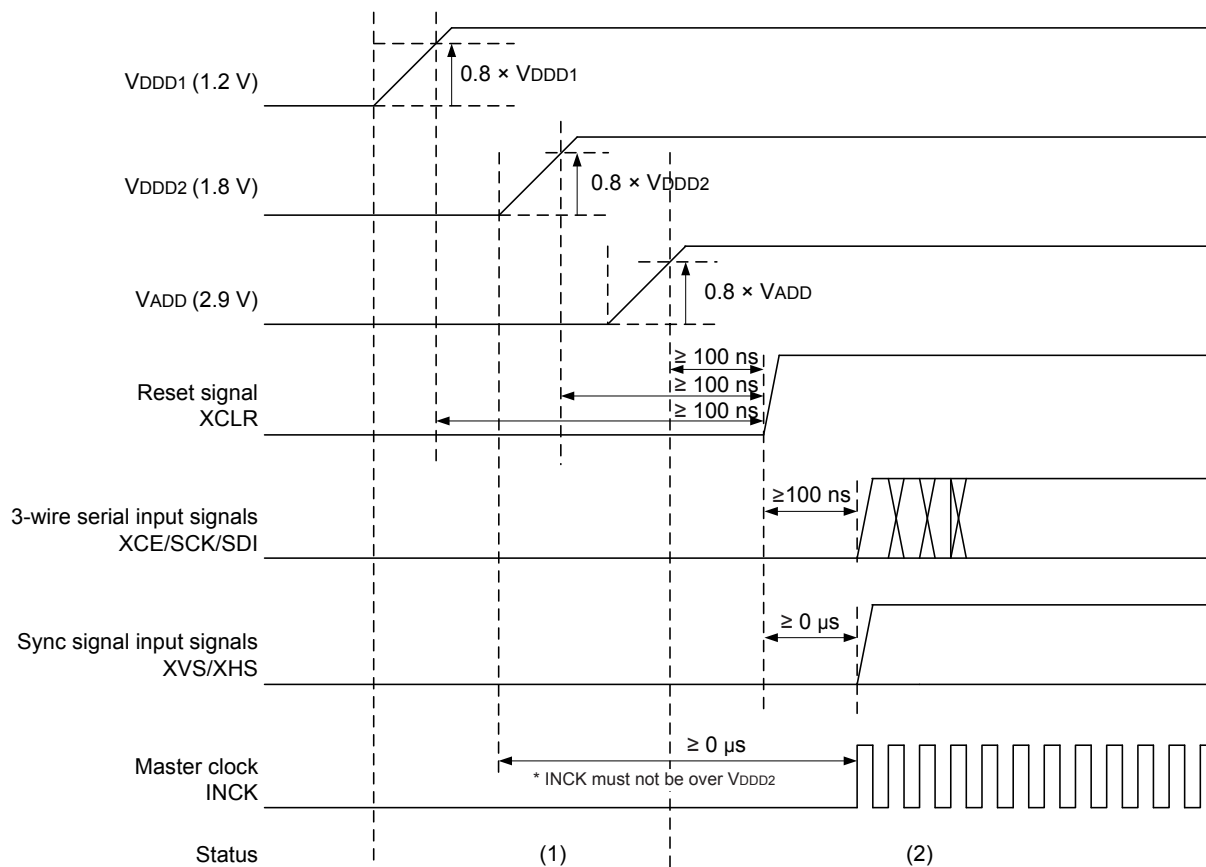 0.8 × VDDD1
VDDD1 (1.2 V)
0.8 × VDDD2
VDDD2 (1.8 V)
0.8 × VADD
VADD (2.9 V)
≥ 100 ns
≥ 100 ns
≥ 100 ns
Reset signal
XCLR
≥100 ns
3-wire serial input signals
XCE/SCK/SDI
≥ 0 μs
Sync signal input signals
XVS/XHS
≥ 0 μs
* INCK must not be over VDDD2
Master clock
INCK
Status (1) (2)